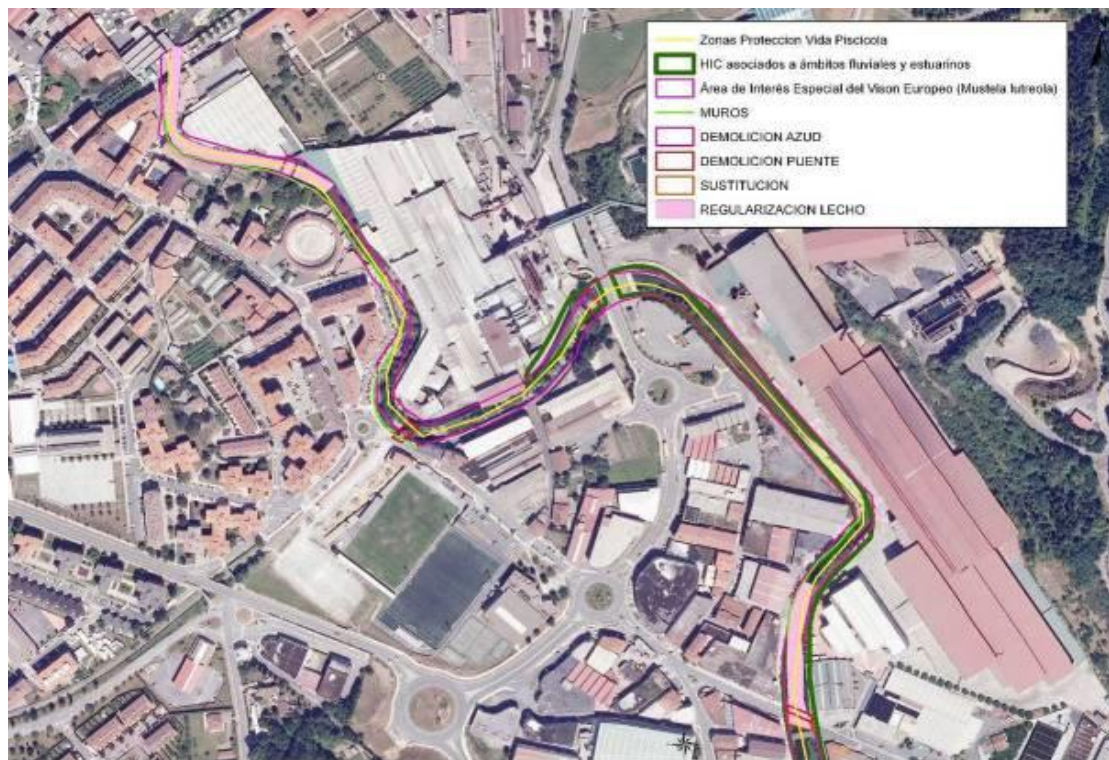 Zonas Proteccion Vida Piscicola
HIC asociados a ámbitos fluviales y estuarinos
Área de Interés Especial del Vison Europeo (Mustela lutreola)
MUROS
DEMOLICION AZUD
DEMOLICION PUENTE
SUSTITUCION
REGULARIZACION LECHO